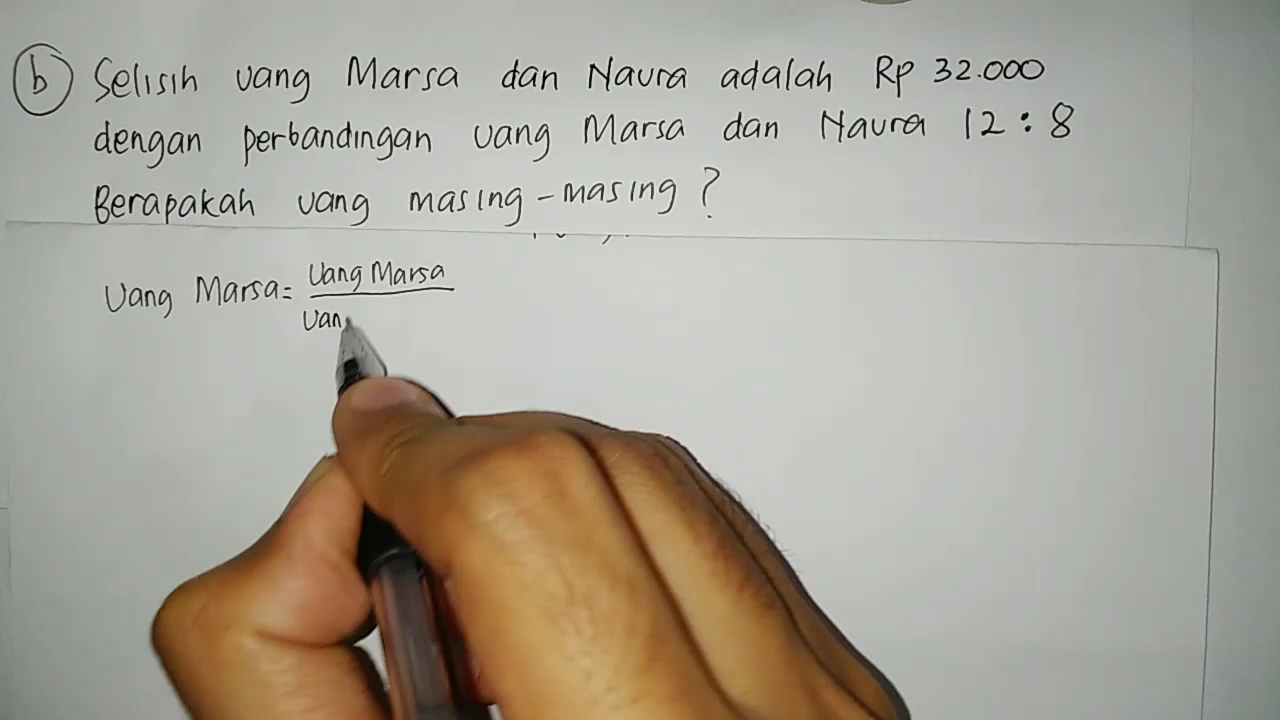 b Selisih uang Marsa dan Naura adalah Rp 32.000
dengan perbandingan uang Marsa dan Naura 12 : 8
Berapakah uang masing-masing ?
Uang Marsa = Uang Marsa
Uan